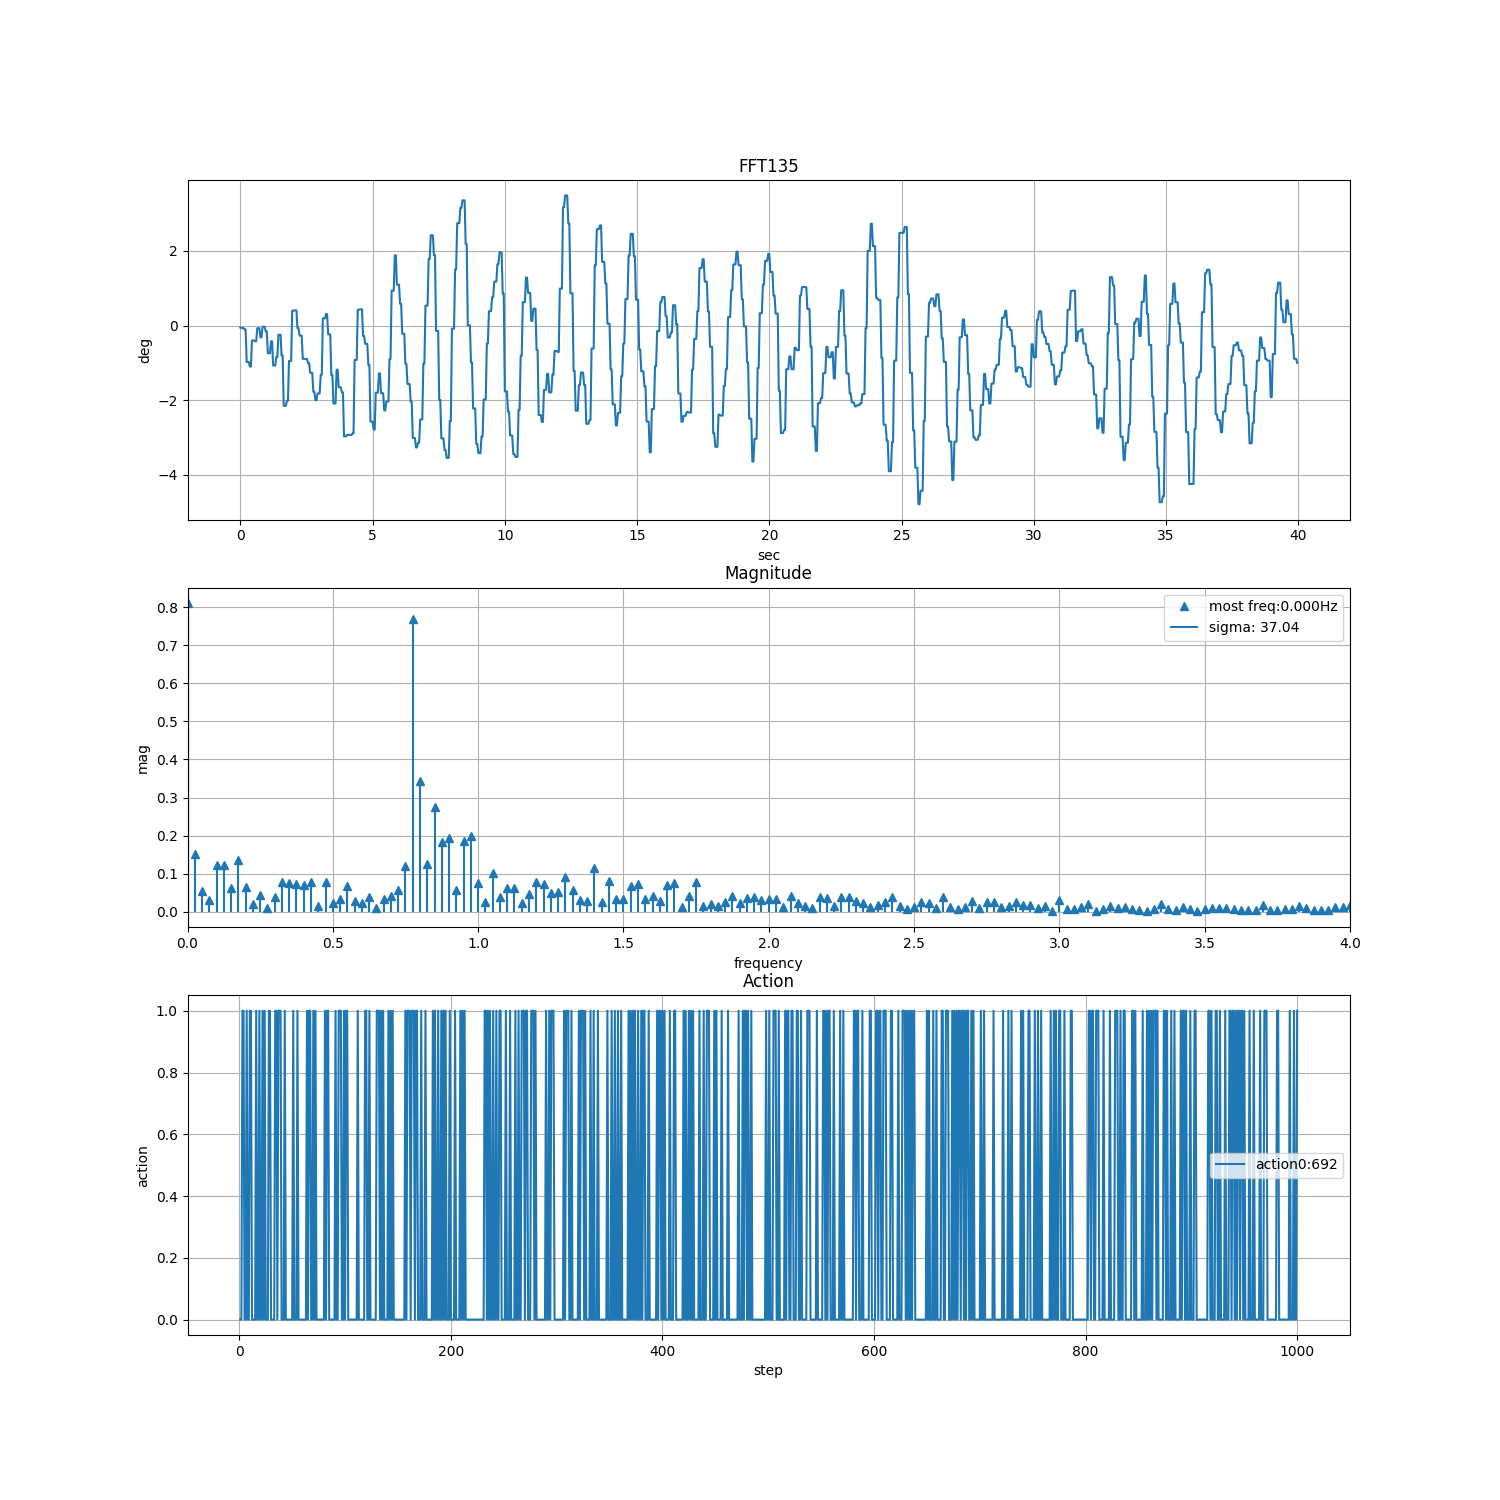 FFT135
deg
2
0
−2
−4
0 5 10 15 20 25 30 35 40
sec
Magnitude
mag
0.8
0.7
0.6
0.5
0.4
0.3
0.2
0.1
0.0
most freq:0.000Hz
sigma: 37.04
0.0 0.5 1.0 1.5 2.0 2.5 3.0 3.5 4.0
frequency
Action
action
1.0
0.8
0.6
0.4
0.2
0.0
action0:692
0 200 400 600 800 1000
step